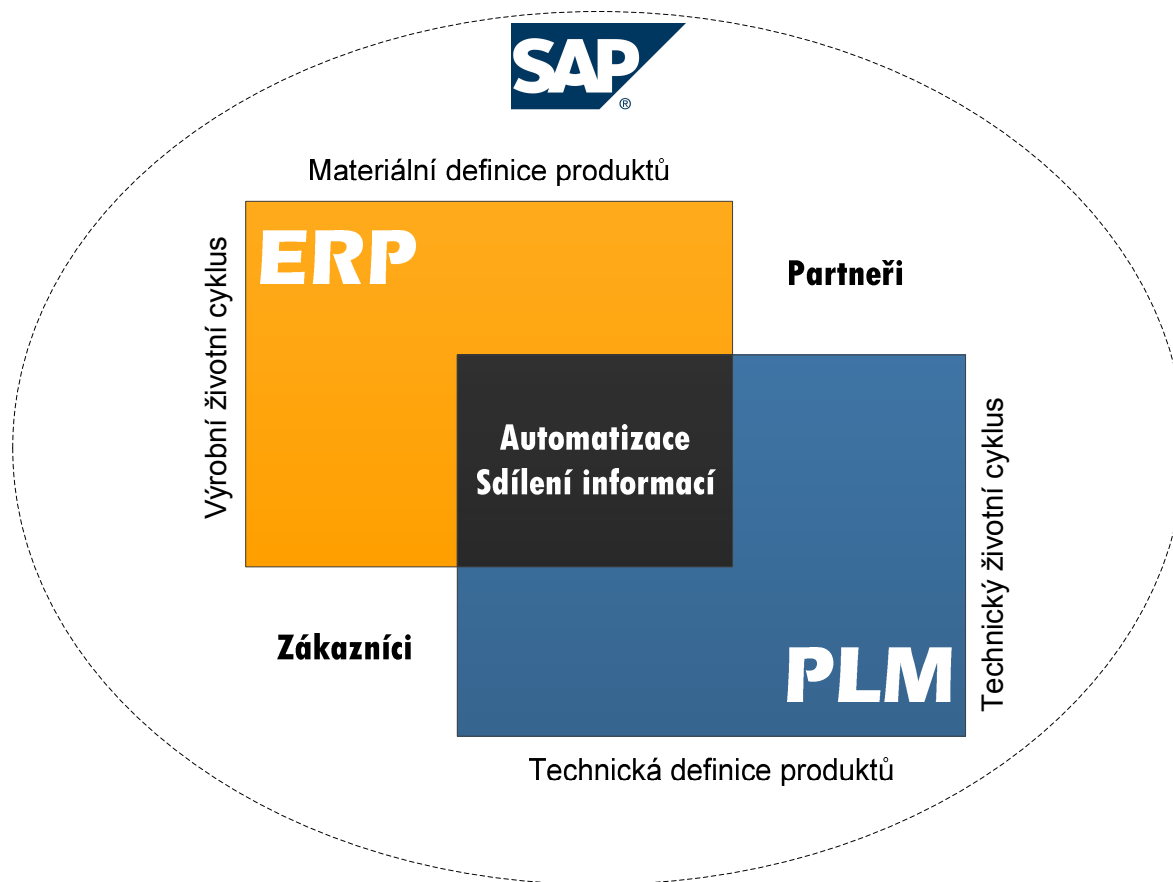 SAP®
Materiální definice produktů
ERP
Výrobní životní cyklus
Partneři
Automatizace
Sdílení informací
Technický životní cyklus
Zákazníci
PLM
Technická definice produktů